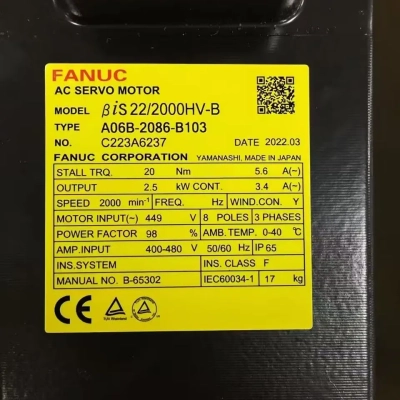 FANUC
AC SERVO MOTOR
MODEL βiS 22/2000HV-B
TYPE A06B-2086-B103
NO. C223A6237 DATE 2022.03
FANUC CORPORATION YAMANASHI, MADE IN JAPAN
STALL TRQ. 20 Nm 5.6 A(~)
OUTPUT 2.5 kW CONT. 3.4 A(~)
SPEED 2000 min⁻¹ FREQ. Hz WIND.CON. Y
MOTOR INPUT(~) 449 V 8 POLES 3 PHASES
POWER FACTOR 98 % AMB.TEMP. 0-40℃
AMP.INPUT 400-480 V 50/60 Hz IP 65
INS.SYSTEM INS. CLASS F
MANUAL NO. B-65302 IEC60034-1 17 kg
CE